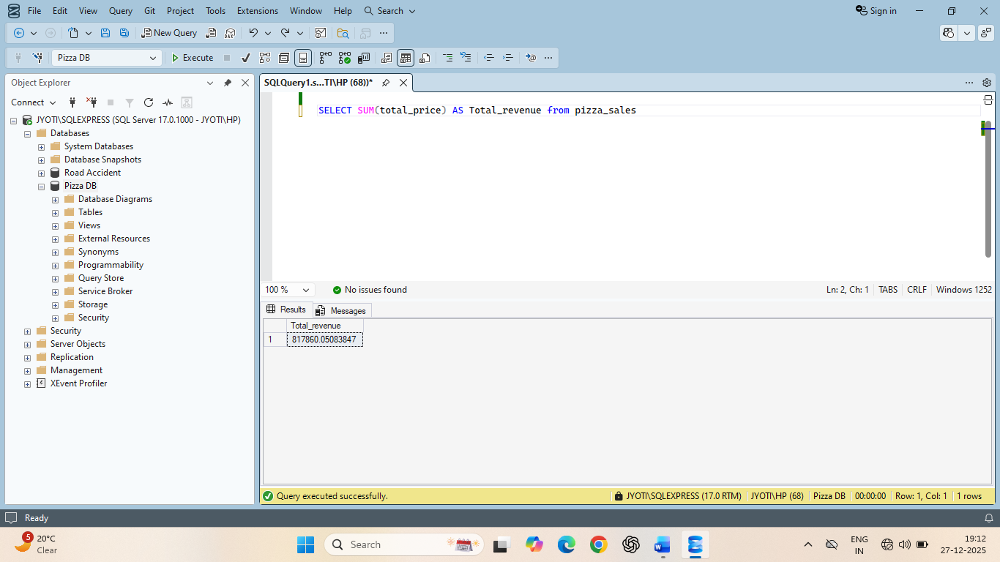 File Edit View Query Git Project Tools Extensions Window Help Search Sign in
New Query DAX
Pizza DB Execute
Object Explorer
SQLQuery1.s...TI\HP (68))*
Connect
SELECT SUM(total_price) AS Total_revenue from pizza_sales
JYOTI\SQLEXPRESS (SQL Server 17.0.1000 - JYOTI\HP)
Databases
System Databases
Database Snapshots
Road Accident
Pizza DB
Database Diagrams
Tables
Views
External Resources
Synonyms
Programmability
Query Store
Service Broker
Storage
Security
Security
Server Objects
Replication
Management
XEvent Profiler
100 % No issues found Ln: 2, Ch: 1 TABS CRLF Windows 1252
Results Messages
Total_revenue
1 817860.05083847
Query executed successfully. JYOTI\SQLEXPRESS (17.0 RTM) JYOTI\HP (68) Pizza DB 00:00:00 Row: 1, Col: 1 1 rows
Ready
5 20°C
Clear
Search
ENG
IN
19:12
27-12-2025